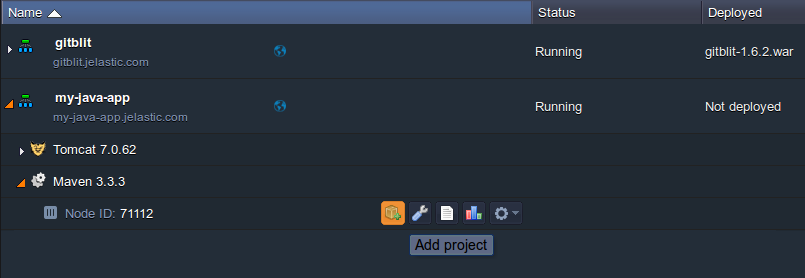 Name Status Deployed
gitblit
gitblit.jelastic.com
Running gitblit-1.6.2.war
my-java-app
my-java-app.jelastic.com
Running Not deployed
Tomcat 7.0.62
Maven 3.3.3
Node ID: 71112
Add project